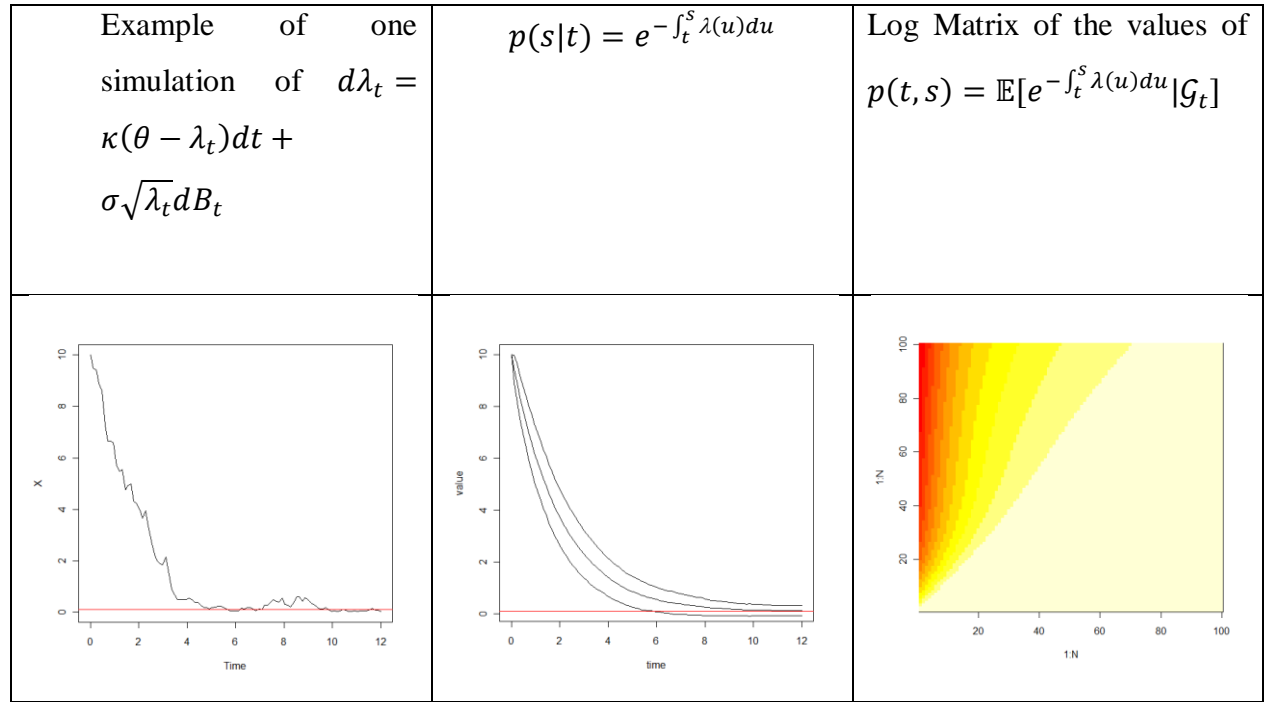 Example of one
simulation of dλ_t =
κ(θ − λ_t)dt +
σ√λ_t dB_t
p(s|t) = e^{−∫_t^s λ(u)du}
Log Matrix of the values of
p(t, s) = 𝔼[e^{−∫_t^s λ(u)du}|𝒢_t]
X
10
8
6
4
2
0
0 2 4 6 8 10 12
Time
value
10
8
6
4
2
0
0 2 4 6 8 10 12
time
1:N
100
80
60
40
20
20 40 60 80 100
1:N